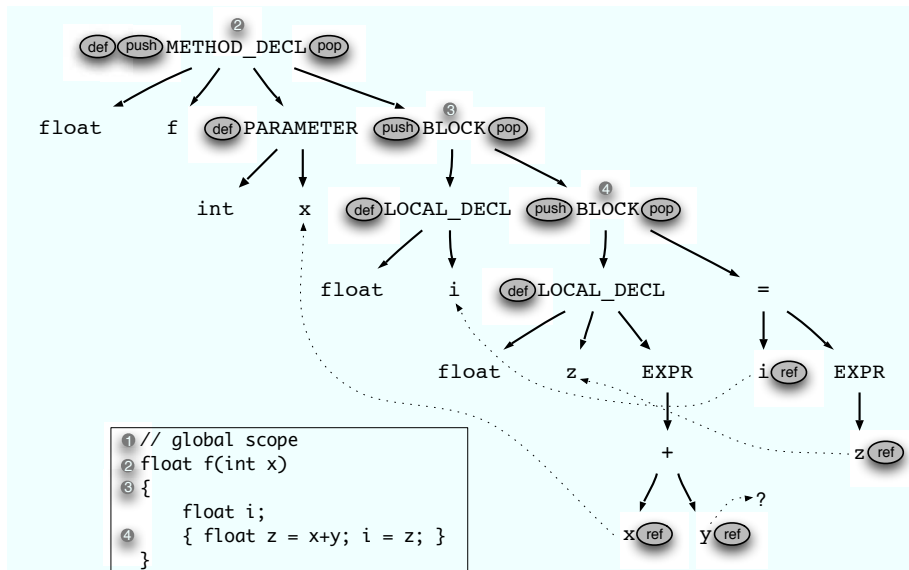 2
def push METHOD_DECL pop
3
float f def PARAMETER push BLOCK pop
4
int x def LOCAL_DECL push BLOCK pop
float i def LOCAL_DECL =
float z EXPR i ref EXPR
+ z ref
?
x ref y ref
1 // global scope
2 float f(int x)
3 {
float i;
4 { float z = x+y; i = z; }
}